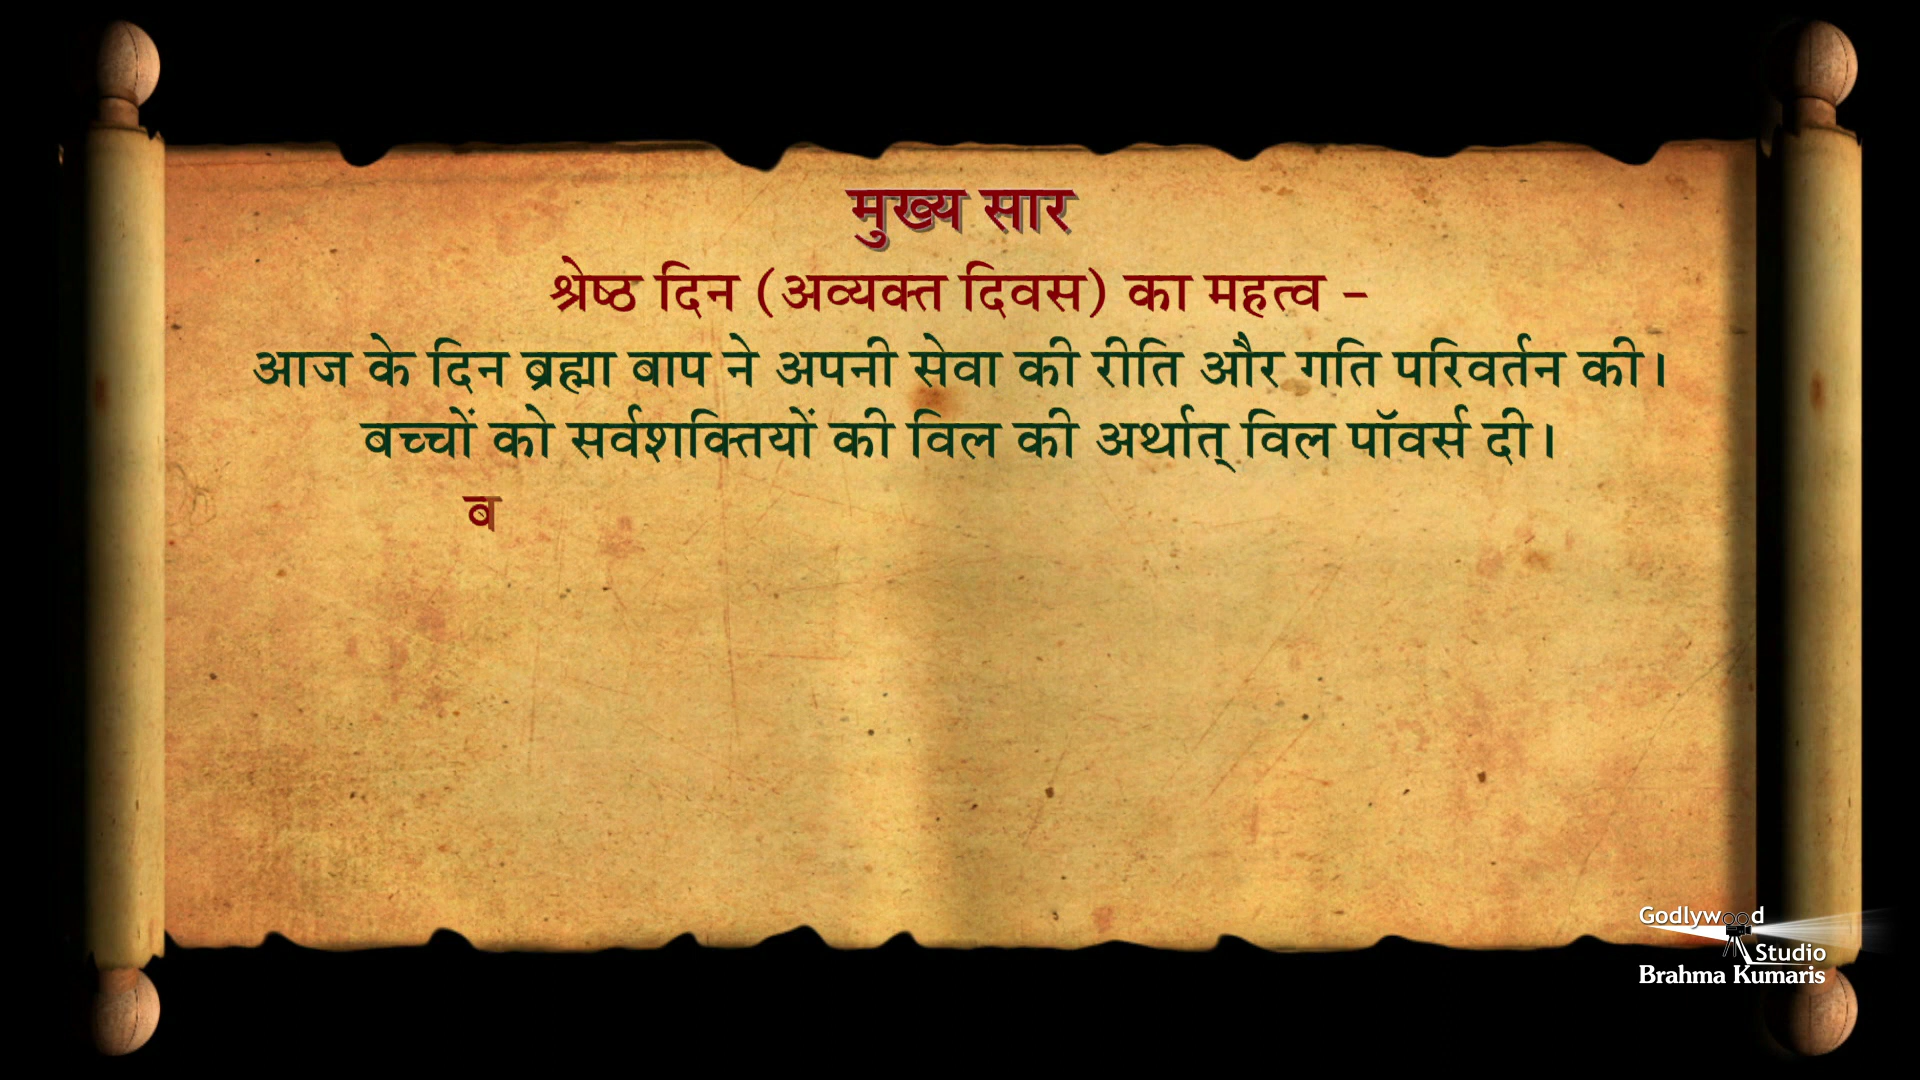 मुख्य सार
श्रेष्ठ दिन (अव्यक्त दिवस) का महत्व -
आज के दिन ब्रह्मा बाप ने अपनी सेवा की रीति और गति परिवर्तन की।
बच्चों को सर्वशक्तियों की विल की अर्थात् विल पॉवर्स दी।
व
Godlywood
Studio
Brahma Kumaris